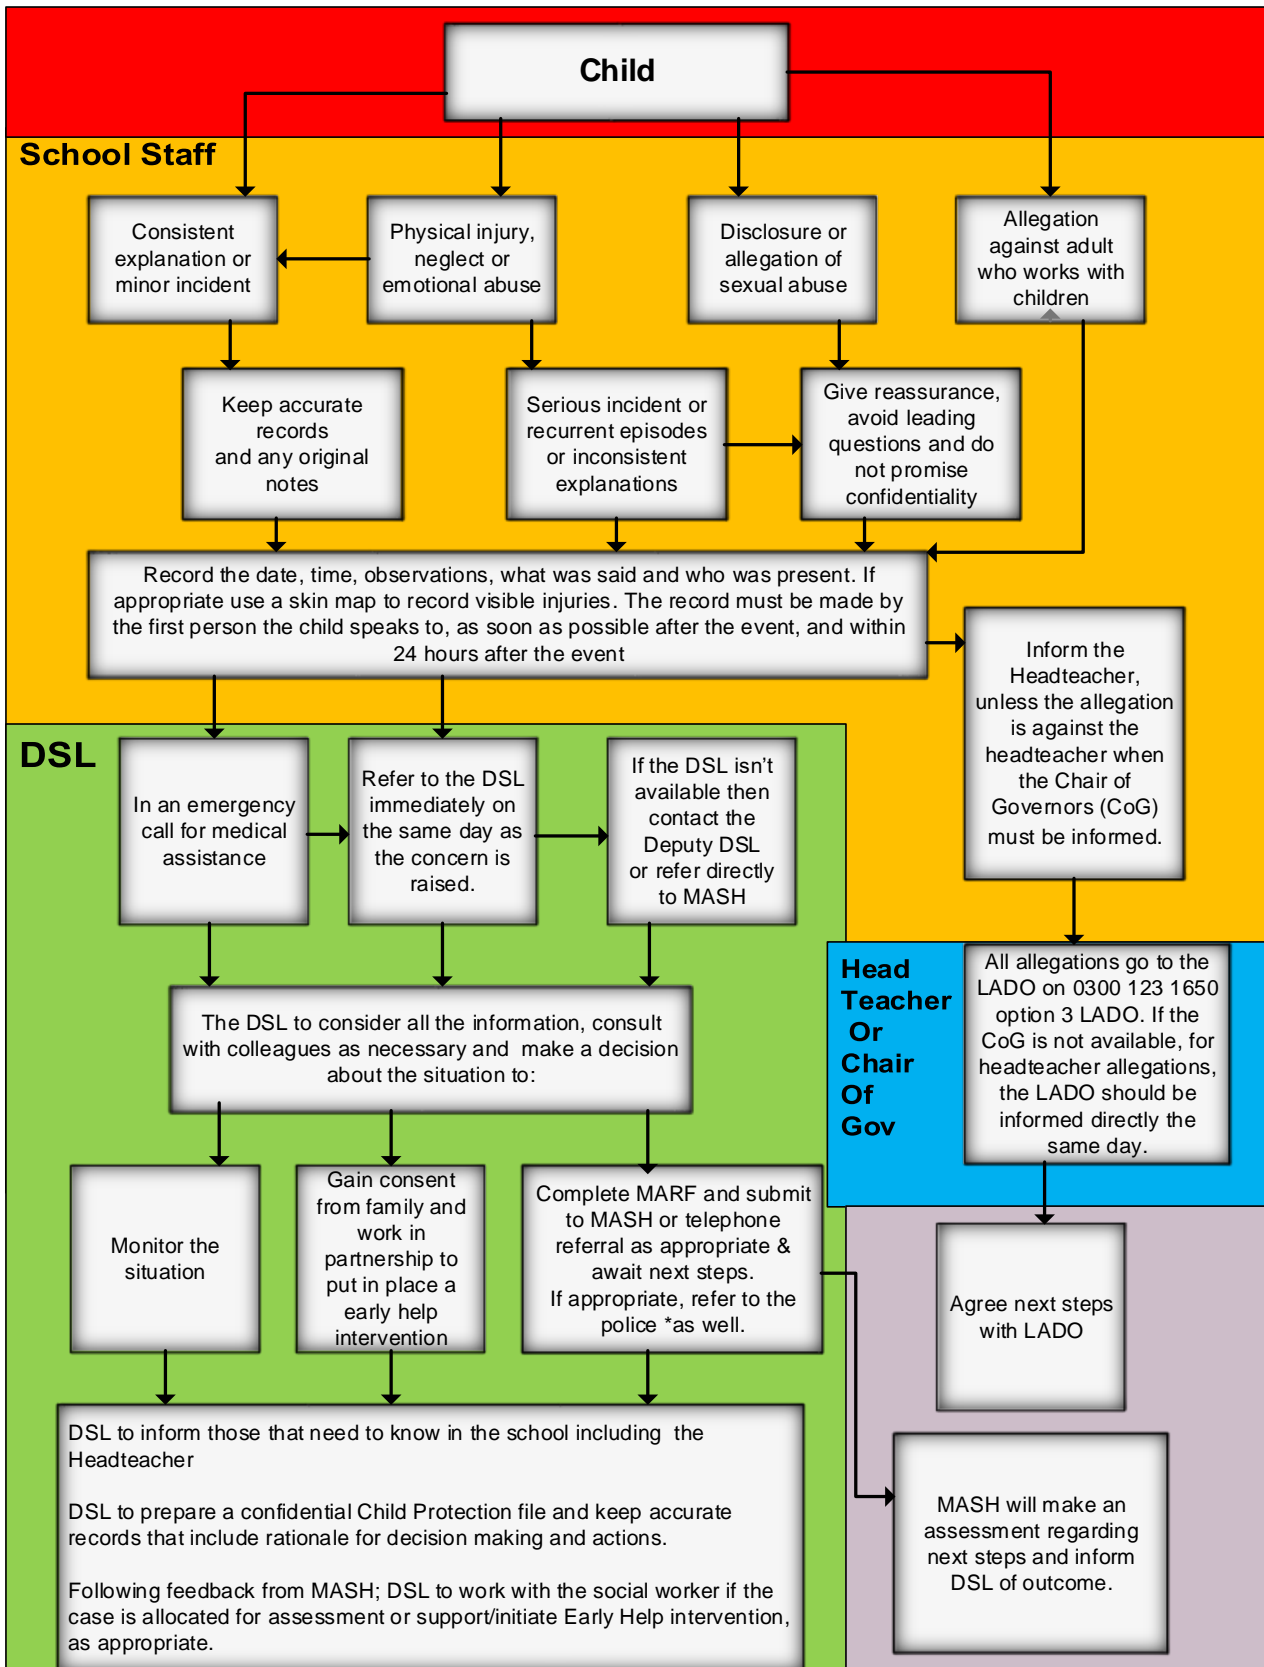 Child
School Staff
Consistent
explanation or
minor incident
Physical injury,
neglect or
emotional abuse
Disclosure or
allegation of
sexual abuse
Allegation
against adult
who works with
children
Keep accurate
records
and any original
notes
Serious incident or
recurrent episodes
or inconsistent
explanations
Give reassurance,
avoid leading
questions and do
not promise
confidentiality
Record the date, time, observations, what was said and who was present. If
appropriate use a skin map to record visible injuries. The record must be made by
the first person the child speaks to, as soon as possible after the event, and within
24 hours after the event
Inform the
Headteacher,
unless the allegation
is against the
headteacher when
the Chair of
Governors (CoG)
must be informed.
DSL
In an emergency
call for medical
assistance
Refer to the DSL
immediately on
the same day as
the concern is
raised.
If the DSL isn't
available then
contact the
Deputy DSL
or refer directly
to MASH
Head
Teacher
Or
Chair
Of
Gov
All allegations go to the
LADO on 0300 123 1650
option 3 LADO. If the
CoG is not available, for
headteacher allegations,
the LADO should be
informed directly the
same day.
The DSL to consider all the information, consult
with colleagues as necessary and make a decision
about the situation to:
Monitor the
situation
Gain consent
from family and
work in
partnership to
put in place a
early help
intervention
Complete MARF and submit
to MASH or telephone
referral as appropriate &
await next steps.
If appropriate, refer to the
police *as well.
Agree next steps
with LADO
DSL to inform those that need to know in the school including the
Headteacher
DSL to prepare a confidential Child Protection file and keep accurate
records that include rationale for decision making and actions.
Following feedback from MASH; DSL to work with the social worker if the
case is allocated for assessment or support/initiate Early Help intervention,
as appropriate.
MASH will make an
assessment regarding
next steps and inform
DSL of outcome.